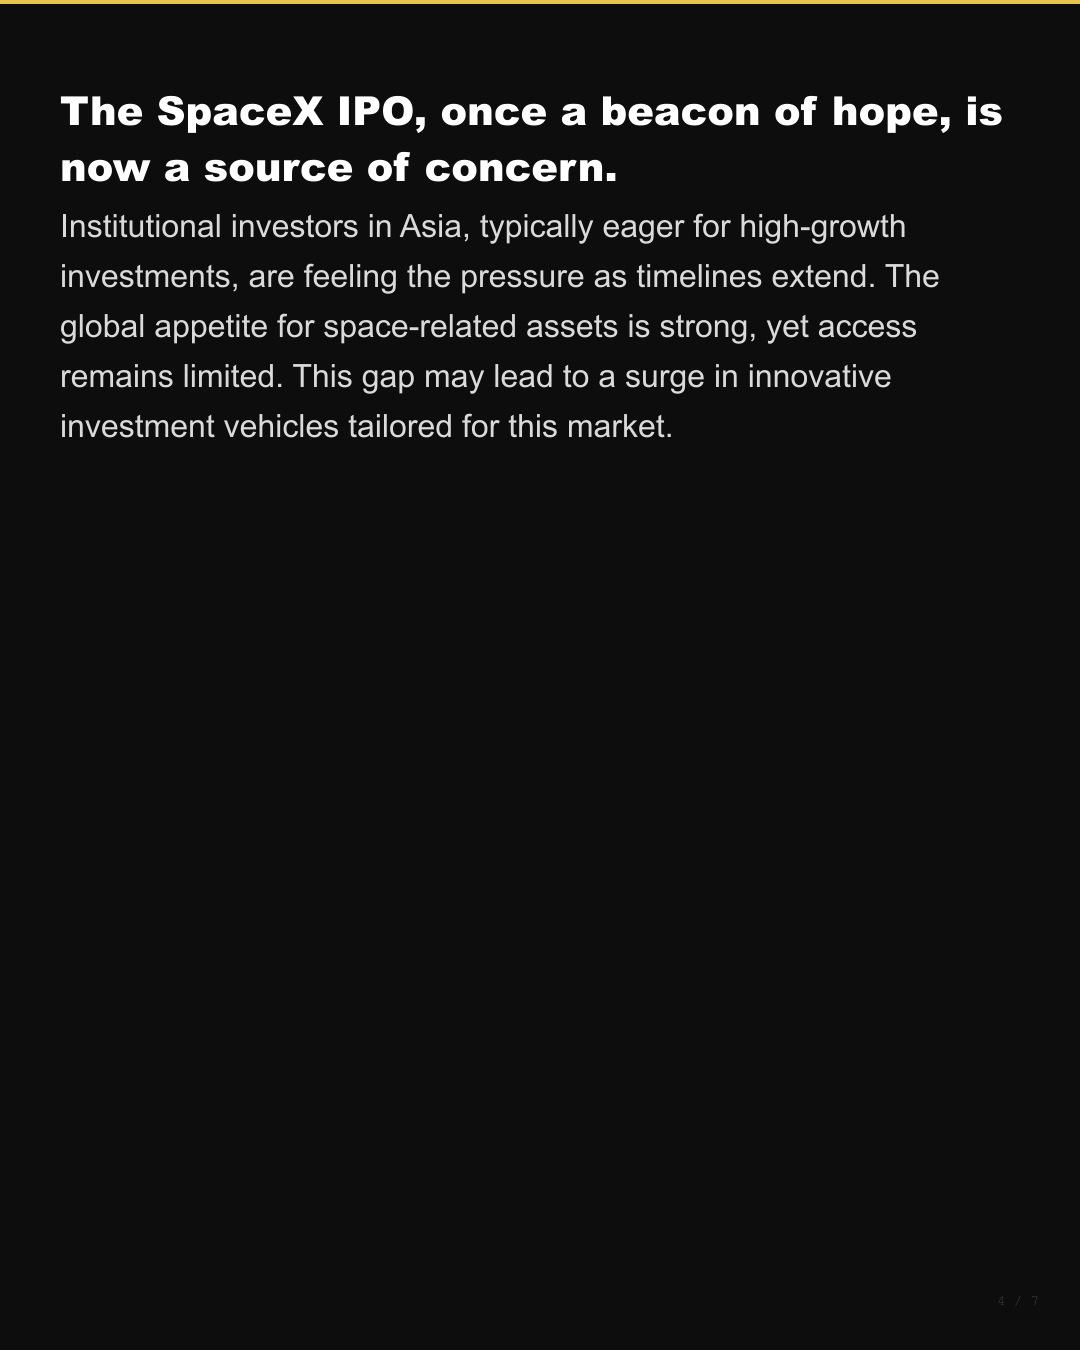 The SpaceX IPO, once a beacon of hope, is
now a source of concern.
Institutional investors in Asia, typically eager for high-growth
investments, are feeling the pressure as timelines extend. The
global appetite for space-related assets is strong, yet access
remains limited. This gap may lead to a surge in innovative
investment vehicles tailored for this market.
4 / 7